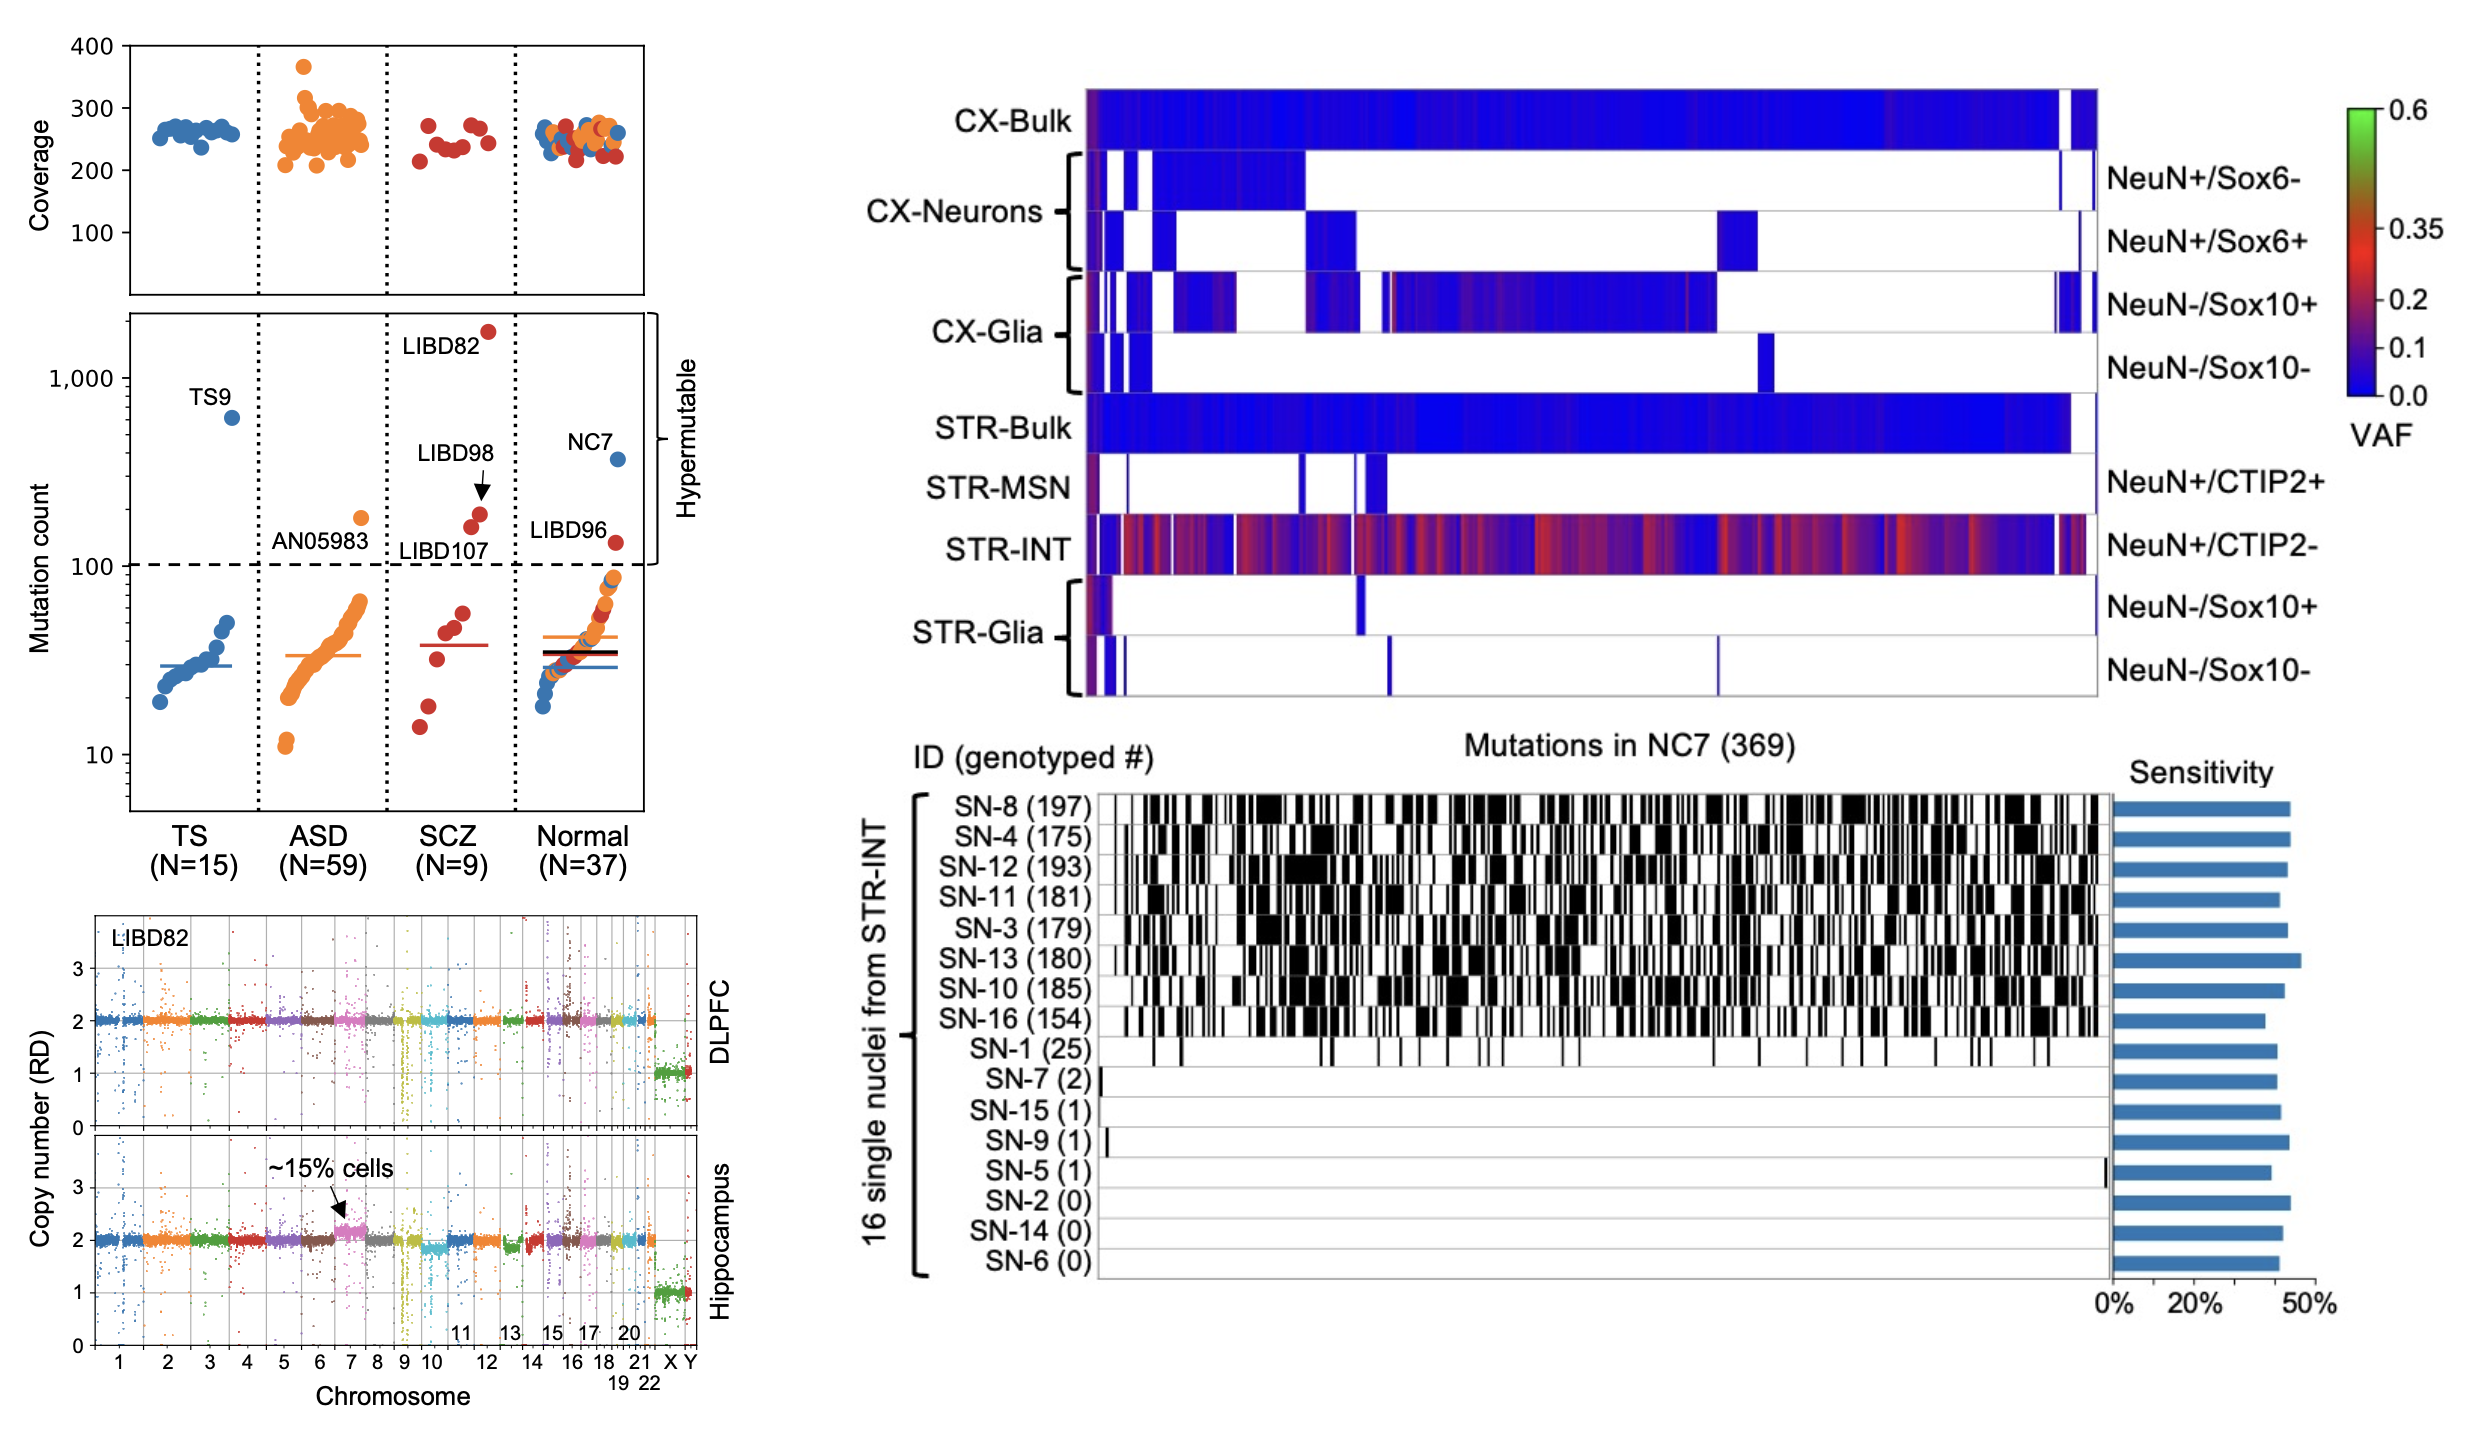 400
300
200
100
Coverage
1,000
100
10
Mutation count
TS9
AN05983
LIBD82
LIBD98
LIBD107
NC7
LIBD96
Hypermutable
TS
(N=15)
ASD
(N=59)
SCZ
(N=9)
Normal
(N=37)
LIBD82
3
2
1
0
DLPFC
~15% cells
3
2
1
0
Hippocampus
Copy number (RD)
11 13 15 17 20
1 2 3 4 5 6 7 8 9 10 12 14 16 18 21 X Y
19 22
Chromosome
CX-Bulk
CX-Neurons
CX-Glia
STR-Bulk
STR-MSN
STR-INT
STR-Glia
NeuN+/Sox6-
NeuN+/Sox6+
NeuN-/Sox10+
NeuN-/Sox10-
NeuN+/CTIP2+
NeuN+/CTIP2-
NeuN-/Sox10+
NeuN-/Sox10-
0.6
0.35
0.2
0.1
0.0
VAF
Mutations in NC7 (369)
ID (genotyped #)
Sensitivity
16 single nuclei from STR-INT
SN-8 (197)
SN-4 (175)
SN-12 (193)
SN-11 (181)
SN-3 (179)
SN-13 (180)
SN-10 (185)
SN-16 (154)
SN-1 (25)
SN-7 (2)
SN-15 (1)
SN-9 (1)
SN-5 (1)
SN-2 (0)
SN-14 (0)
SN-6 (0)
0% 20% 50%